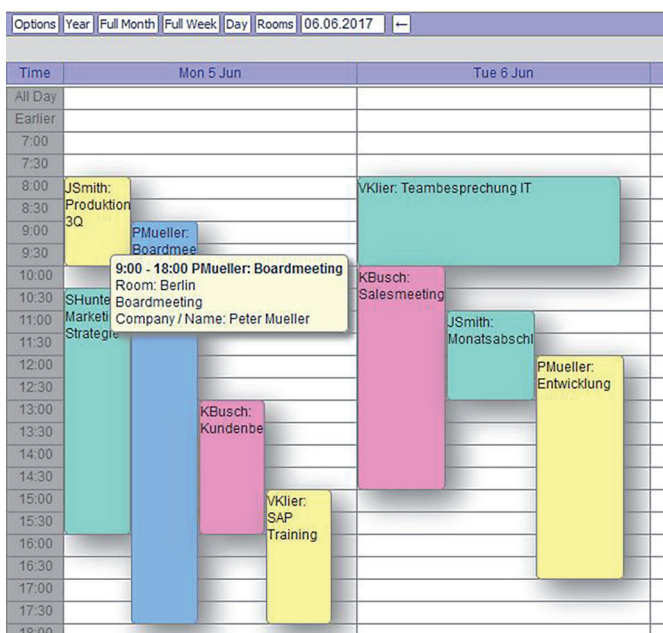 Options Year Full Month Full Week Day Rooms 06.06.2017 ←
Time Mon 5 Jun Tue 6 Jun
All Day
Earlier
7:00
7:30
8:00
8:30
9:00
9:30
10:00
10:30
11:00
11:30
12:00
12:30
13:00
13:30
14:00
14:30
15:00
15:30
16:00
16:30
17:00
17:30
18:00
JSmith:
Produktion
3Q
PMueller:
Boardmee
9:00 - 18:00 PMueller: Boardmeeting
Room: Berlin
Boardmeeting
Company / Name: Peter Mueller
SHunte
Marketi
Strategie
KBusch:
Kundenbe
VKlier:
SAP
Training
VKlier: Teambesprechung IT
KBusch:
Salesmeeting
JSmith:
Monatsabschl
PMueller:
Entwicklung